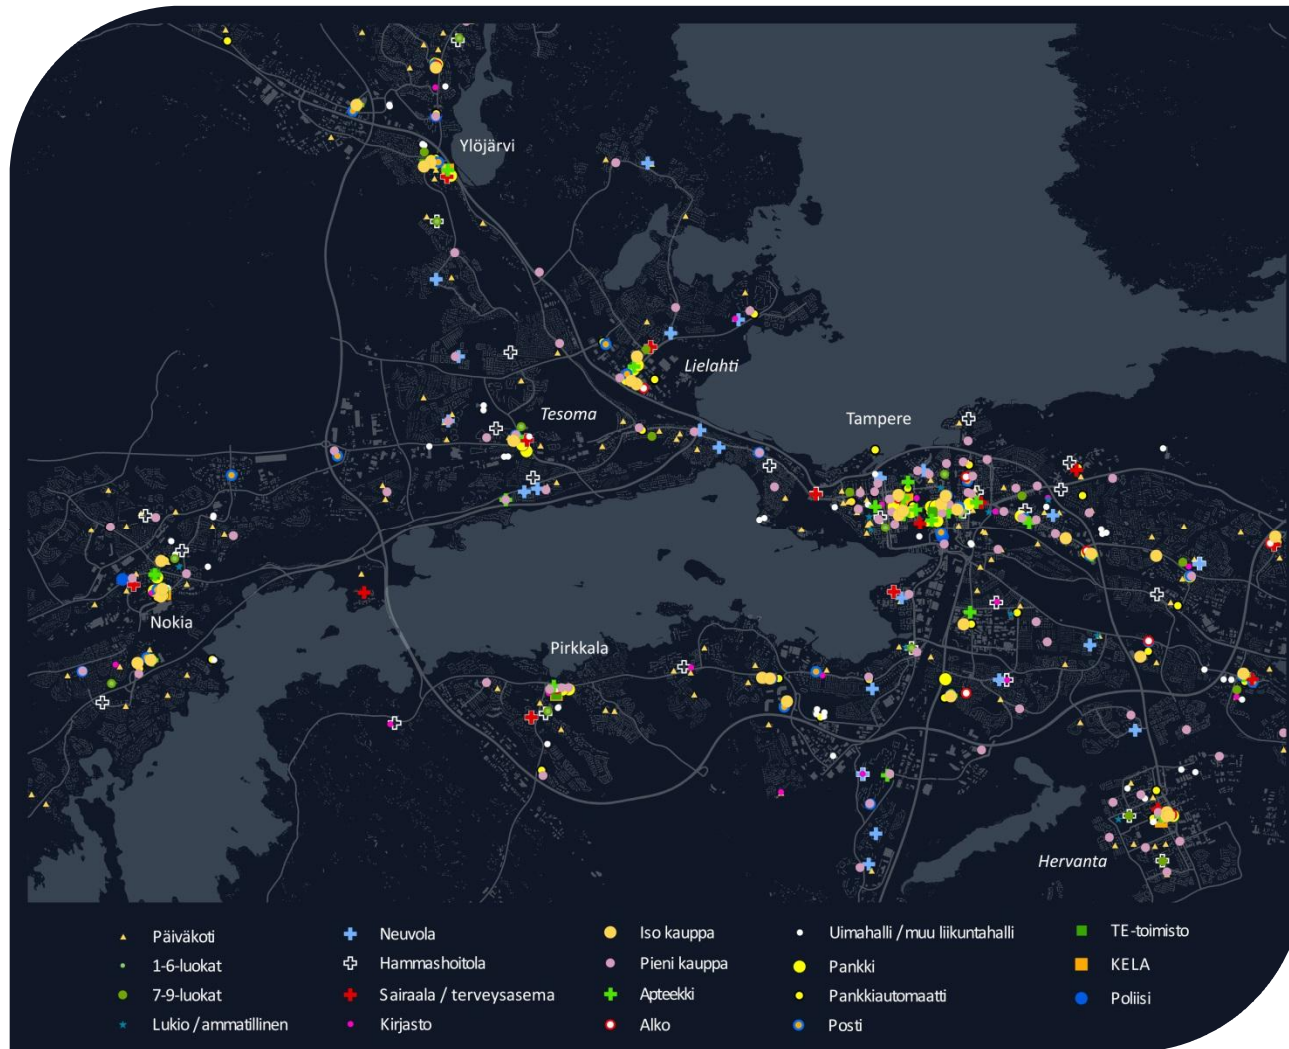 Ylöjärvi
Lielahti
Tesoma
Tampere
Nokia
Pirkkala
Hervanta
Päiväkoti
1-6-luokat
7-9-luokat
Lukio / ammatillinen
Neuvola
Hammashoitola
Sairaala / terveysasema
Kirjasto
Iso kauppa
Pieni kauppa
Apteekki
Alko
Uimahalli / muu liikuntahalli
Pankki
Pankkiautomaatti
Posti
TE-toimisto
KELA
Poliisi